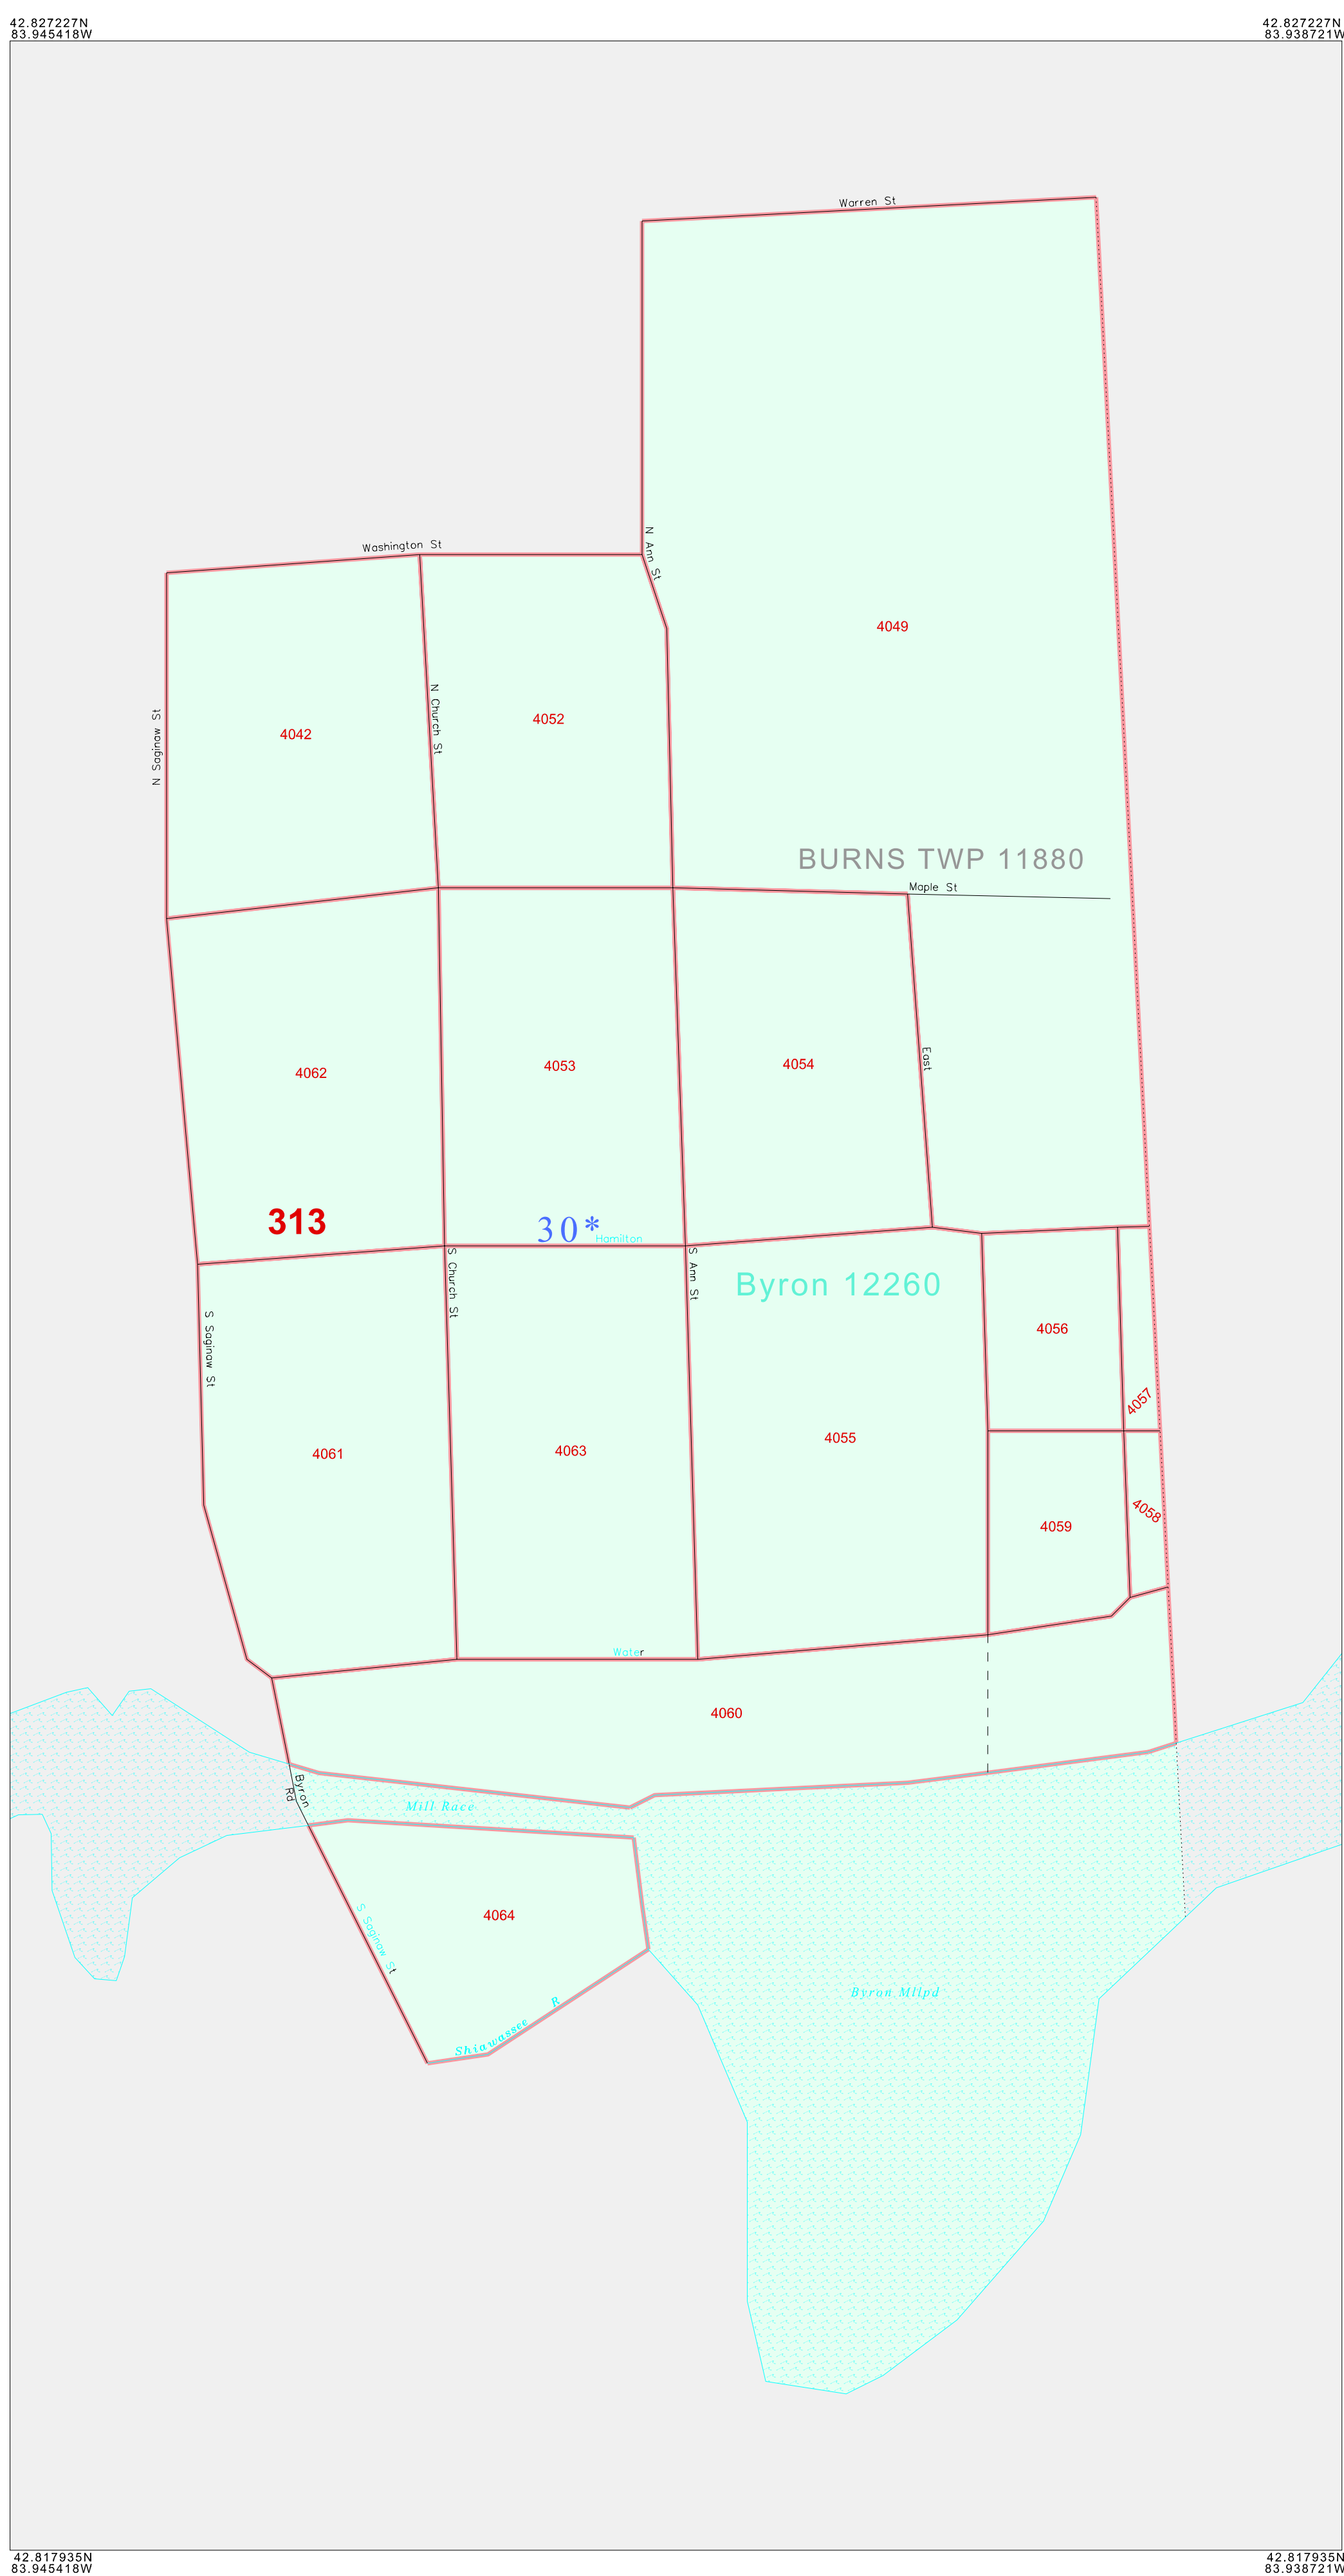 42.827227N
83.945418W
42.827227N
83.938721W
Warren St
N Ann St
Washington St
4049
N Saginaw St
N Church St
4052
4042
BURNS TWP 11880
Maple St
East
4062
4053
4054
313
30*
Hamilton
S Church St
S Ann St
Byron 12260
S Saginaw St
4056
4057
4061
4063
4055
4058
4059
Water
4060
Byron
Rd
Mill Race
S Saginaw St
4064
Byron Mlpd
Shiawassee R
42.817935N
83.945418W
42.817935N
83.938721W